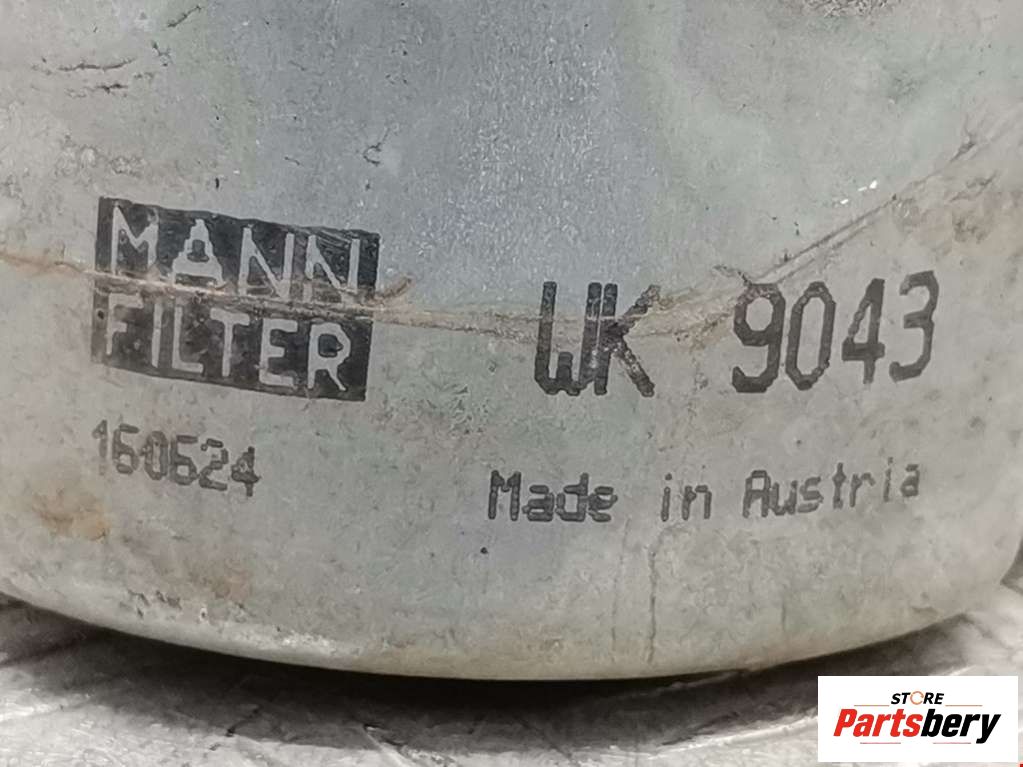 MANN
FILTER
WK 9043
160624
Made in Austria
STORE
Partsbery